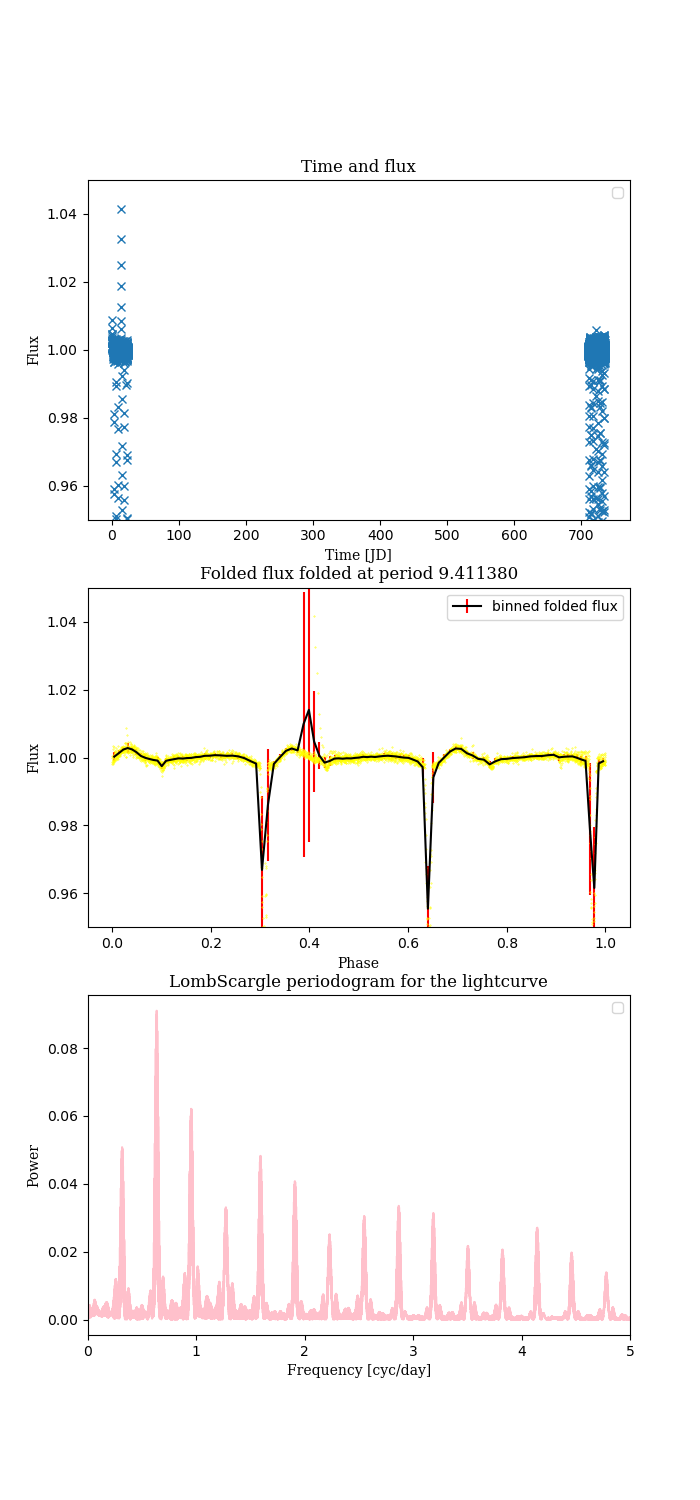 Time and flux
1.04
1.02
1.00
0.98
0.96
Flux
0 100 200 300 400 500 600 700
Time [JD]
Folded flux folded at period 9.411380
binned folded flux
1.04
1.02
1.00
0.98
0.96
Flux
0.0 0.2 0.4 0.6 0.8 1.0
Phase
LombScargle periodogram for the lightcurve
0.08
0.06
0.04
0.02
0.00
Power
0 1 2 3 4 5
Frequency [cyc/day]